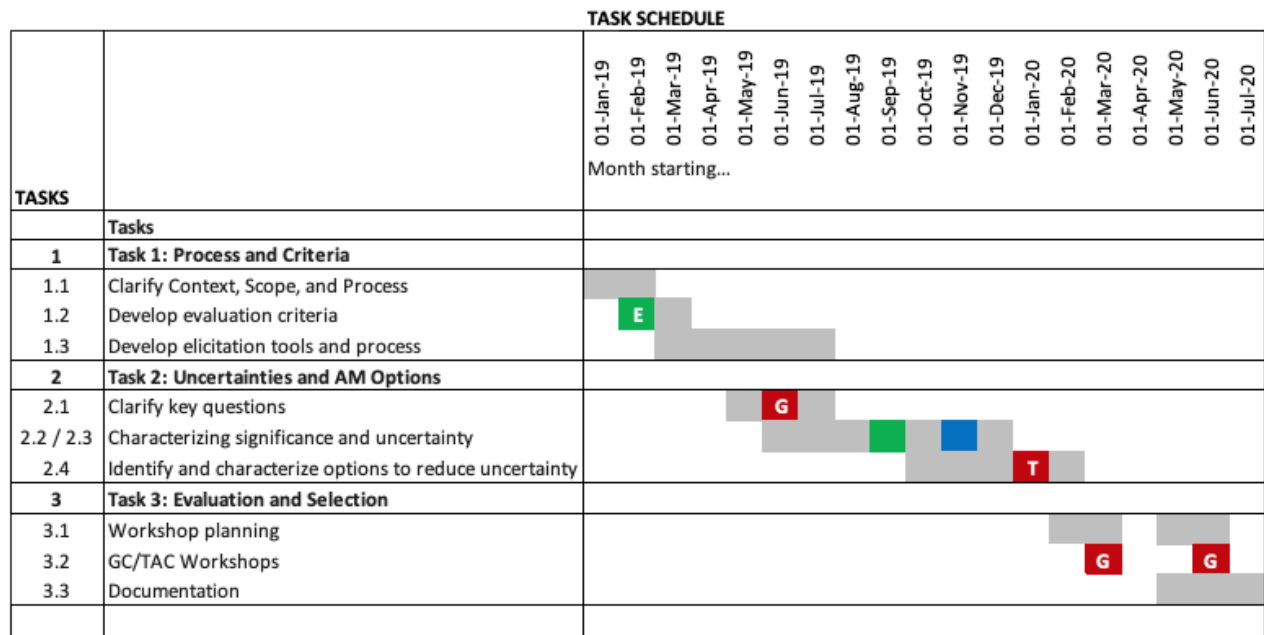 TASK SCHEDULE
01-Jan-19 01-Feb-19 01-Mar-19 01-Apr-19 01-May-19 01-Jun-19 01-Jul-19 01-Aug-19 01-Sep-19 01-Oct-19 01-Nov-19 01-Dec-19 01-Jan-20 01-Feb-20 01-Mar-20 01-Apr-20 01-May-20 01-Jun-20 01-Jul-20
Month starting...
TASKS
Tasks
1 Task 1: Process and Criteria
1.1 Clarify Context, Scope, and Process
1.2 Develop evaluation criteria E
1.3 Develop elicitation tools and process
2 Task 2: Uncertainties and AM Options
2.1 Clarify key questions G
2.2 / 2.3 Characterizing significance and uncertainty
2.4 Identify and characterize options to reduce uncertainty T
3 Task 3: Evaluation and Selection
3.1 Workshop planning
3.2 GC/TAC Workshops G G
3.3 Documentation